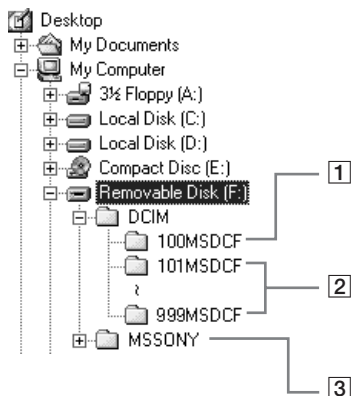 Desktop
My Documents
My Computer
3½ Floppy (A:)
Local Disk (C:)
Local Disk (D:)
Compact Disc (E:)
Removable Disk (F:)
1
DCIM
100MSDCF
101MSDCF
~
2
999MSDCF
MSSONY
3